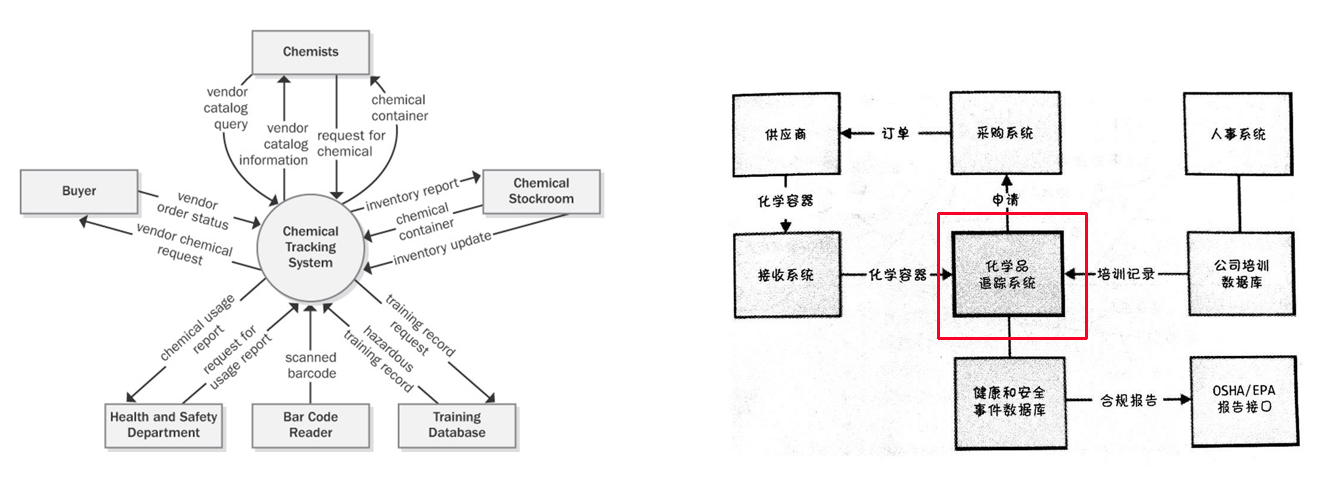 Chemists
vendor
catalog
query
vendor
catalog
information
request for
chemical
chemical
container
Buyer
vendor
order status
vendor chemical
request
Chemical
Tracking
System
inventory report
chemical
container
inventory update
Chemical
Stockroom
chemical usage
report
request for
usage report
scanned
barcode
hazardous
training record
training record
request
Health and Safety
Department
Bar Code
Reader
Training
Database
供应商
订单
采购系统
人事系统
化学容器
申请
接收系统
化学容器
化学品
追踪系统
培训记录
公司培训
数据库
健康和安全
事件数据库
合规报告
OSHA/EPA
报告接口